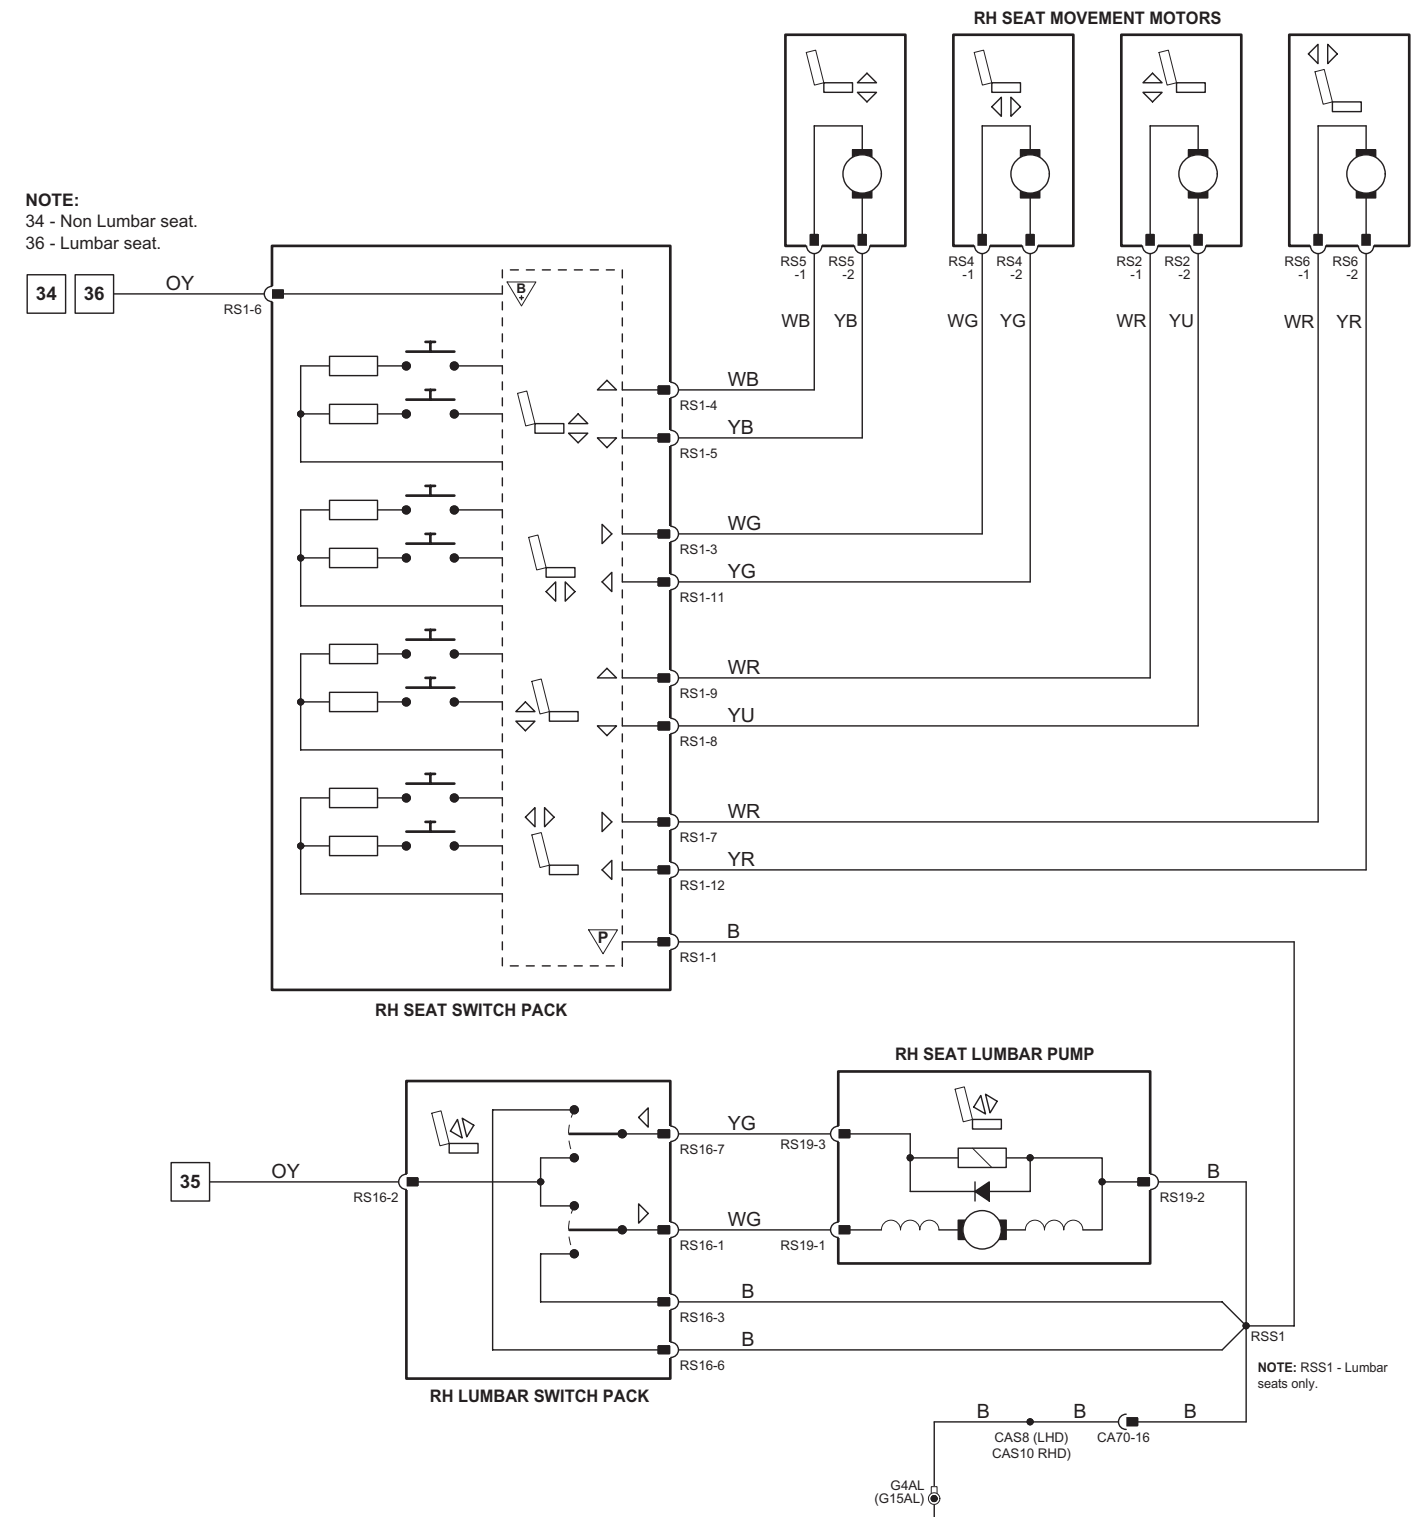 RH SEAT MOVEMENT MOTORS
NOTE:
34 - Non Lumbar seat.
36 - Lumbar seat.
34 36 OY
RS1-6
B
+
RS5
-1
RS5
-2
RS4
-1
RS4
-2
RS2
-1
RS2
-2
RS6
-1
RS6
-2
WB YB WG YG WR YU WR YR
WB
RS1-4
YB
RS1-5
WG
RS1-3
YG
RS1-11
WR
RS1-9
YU
RS1-8
WR
RS1-7
YR
RS1-12
P
B
RS1-1
RH SEAT SWITCH PACK
RH SEAT LUMBAR PUMP
35 OY
RS16-2
YG
RS16-7
RS19-3
B
RS19-2
WG
RS16-1
RS19-1
B
RS16-3
B
RS16-6
RSS1
NOTE: RSS1 - Lumbar
seats only.
RH LUMBAR SWITCH PACK
B B B
CAS8 (LHD)
CAS10 RHD)
CA70-16
G4AL
(G15AL)